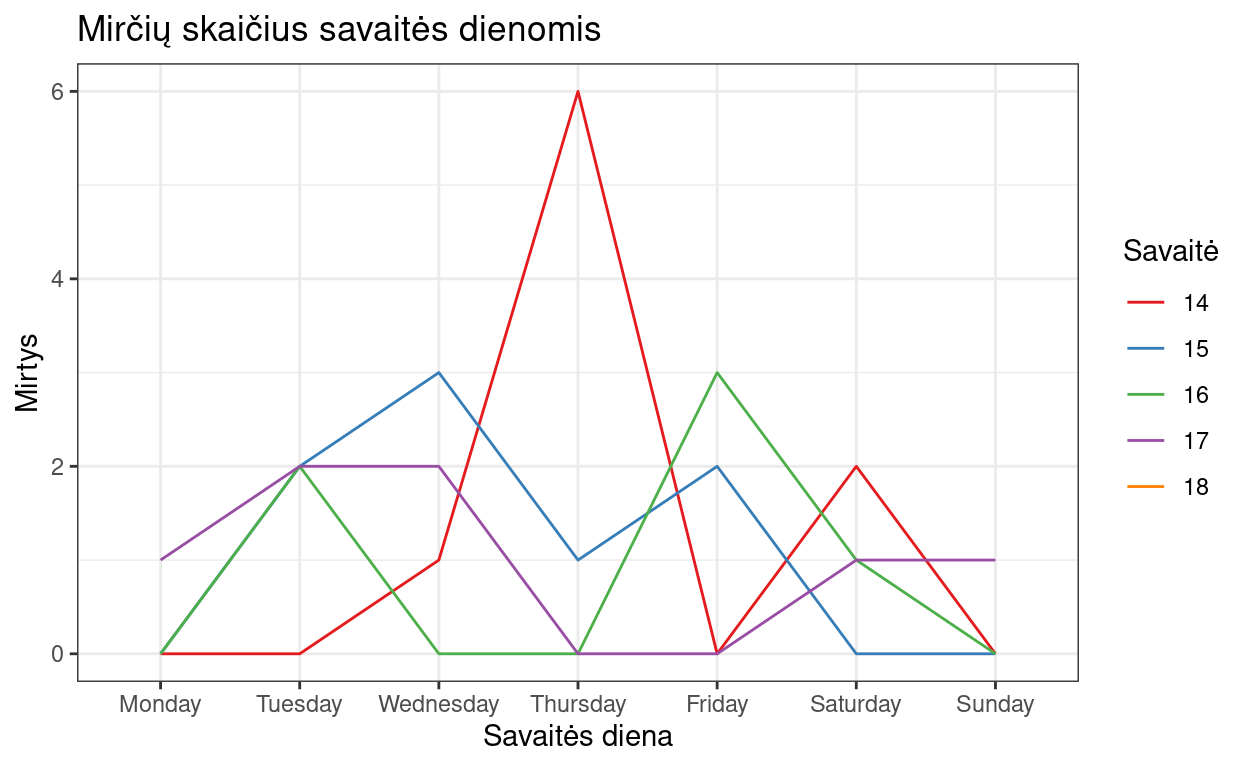 Mirčių skaičius savaitės dienomis
Mirtys
6
4
2
0
Monday Tuesday Wednesday Thursday Friday Saturday Sunday
Savaitės diena
Savaitė
14
15
16
17
18